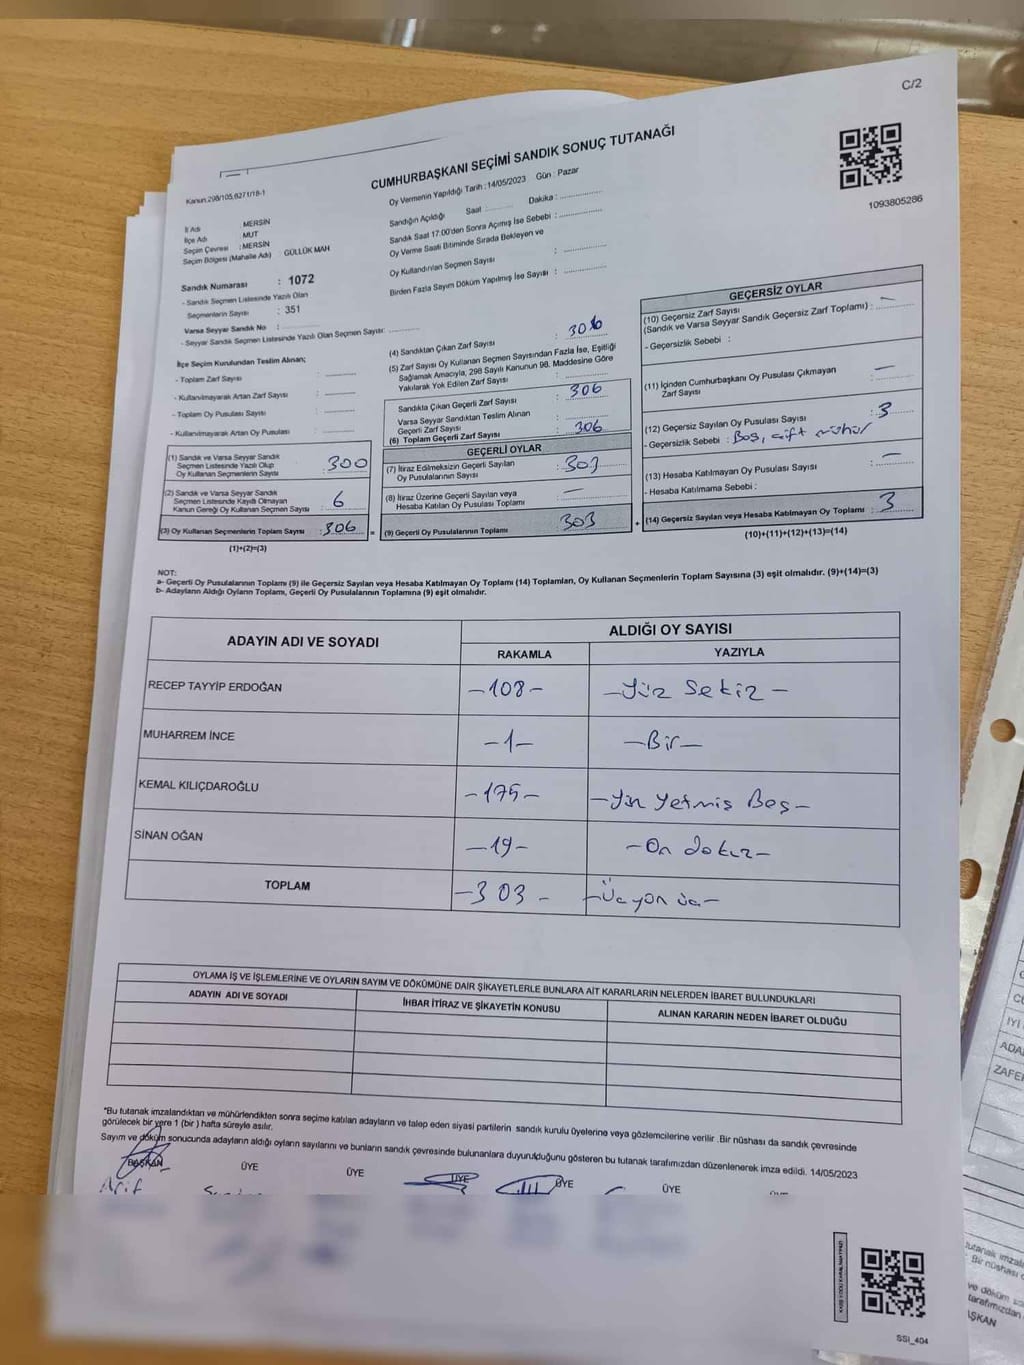 C/2
CUMHURBAŞKANI SEÇİMİ SANDIK SONUÇ TUTANAĞI
1093805286
Kanun.298/105,6271/18-1
Oy Vermenin Yapıldığı Tarih : 14/05/2023 Gün : Pazar
Sandığın Açıldığı Saat : Dakika :
Sandık Saat 17:00'den Sonra Açımış İse Sebebi :
Oy Verme Saati Bitiminde Sırada Bekleyen ve
Oy Kullandırılan Seçmen Sayısı :
Birden Fazla Sayım Döküm Yapılmış İse Sayısı :
İl Adı : MERSİN
İlçe Adı : MUT
Seçim Çevresi : MERSİN
Seçim Bölgesi (Mahalle Adı) GÜLLÜK MAH
Sandık Numarası : 1072
- Sandık Seçmen Listesinde Yazılı Olan
Seçmenlerin Sayısı : 351
Varsa Seyyar Sandık No :
- Seyyar Sandık Seçmen Listesinde Yazılı Olan Seçmen Sayısı:
İlçe Seçim Kurulundan Teslim Alınan;
- Toplam Zarf Sayısı :
- Kullanılmayarak Artan Zarf Sayısı :
- Toplam Oy Pusulası Sayısı :
- Kullanılmayarak Artan Oy Pusulası :
(1) Sandık ve Varsa Seyyar Sandık
Seçmen Listesinde Yazılı Olup
Oy Kullanan Seçmenlerin Sayısı : 300
(2) Sandık ve Varsa Seyyar Sandık
Seçmen Listesinde Kayıtlı Olmayan
Kanun Gereği Oy Kullanan Seçmen Sayısı : 6
(3) Oy Kullanan Seçmenlerin Toplam Sayısı : 306 =
(1)+(2)=(3)
(4) Sandıktan Çıkan Zarf Sayısı : 306
(5) Zarf Sayısı Oy Kullanan Seçmen Sayısından Fazla İse, Eşitliği
Sağlamak Amacıyla, 298 Sayılı Kanunun 98. Maddesine Göre
Yakılarak Yok Edilen Zarf Sayısı :
Sandıkta Çıkan Geçerli Zarf Sayısı : 306
Varsa Seyyar Sandıktan Teslim Alınan
Geçerli Zarf Sayısı :
(6) Toplam Geçerli Zarf Sayısı : 306
GEÇERLİ OYLAR
(7) İtiraz Edilmeksizin Geçerli Sayılan
Oy Pusulalarının Sayısı : 303
(8) İtiraz Üzerine Geçerli Sayılan veya
Hesaba Katılan Oy Pusulası Toplamı : —
(9) Geçerli Oy Pusulalarının Toplamı : 303 +
GEÇERSİZ OYLAR
(10) Geçersiz Zarf Sayısı
(Sandık ve Varsa Seyyar Sandık Geçersiz Zarf Toplamı) : —
- Geçersizlik Sebebi :
(11) İçinden Cumhurbaşkanı Oy Pusulası Çıkmayan
Zarf Sayısı : —
(12) Geçersiz Sayılan Oy Pusulası Sayısı : 3
- Geçersizlik Sebebi : Boş, çift mühür
(13) Hesaba Katılmayan Oy Pusulası Sayısı : —
- Hesaba Katılmama Sebebi :
(14) Geçersiz Sayılan veya Hesaba Katılmayan Oy Toplamı : 3
(10)+(11)+(12)+(13)=(14)
NOT:
a- Geçerli Oy Pusulalarının Toplamı (9) ile Geçersiz Sayılan veya Hesaba Katılmayan Oy Toplamı (14) Toplamları, Oy Kullanan Seçmenlerin Toplam Sayısına (3) eşit olmalıdır. (9)+(14)=(3)
b- Adayların Aldığı Oyların Toplamı, Geçerli Oy Pusulalarının Toplamına (9) eşit olmalıdır.
ADAYIN ADI VE SOYADI
ALDIĞI OY SAYISI
RAKAMLA YAZIYLA
RECEP TAYYİP ERDOĞAN -108- -Yüz Sekiz-
MUHARREM İNCE -1- -Bir-
KEMAL KILIÇDAROĞLU -175- -Yüz Yetmiş Beş-
SİNAN OĞAN -19- -On dokuz-
TOPLAM -303-
OYLAMA İŞ VE İŞLEMLERİNE VE OYLARIN SAYIM VE DÖKÜMÜNE DAİR ŞİKAYETLERLE BUNLARA AİT KARARLARIN NELERDEN İBARET BULUNDUKLARI
ADAYIN ADI VE SOYADI İHBAR İTİRAZ VE ŞİKAYETİN KONUSU ALINAN KARARIN NEDEN İBARET OLDUĞU
*Bu tutanak imzalandıktan ve mühürlendikten sonra seçime katılan adayların ve talep eden siyasi partilerin sandık kurulu üyelerine veya gözlemcilerine verilir .Bir nüshası da sandık çevresinde
görülecek bir yere 1 (bir ) hafta süreyle asılır.
Sayım ve döküm sonucunda adayların aldığı oyların sayılarını ve bunların sandık çevresinde bulunanlara duyurulduğunu gösteren bu tutanak tarafımızdan düzenlenerek imza edildi. 14/05/2023
BAŞKAN ÜYE ÜYE ÜYE ÜYE ÜYE
Arif
SSI_404
İYİ
ADA
ZAFE
tutanak imza
Bir nüshası
ve döküm
tarafımızdan
AŞKAN